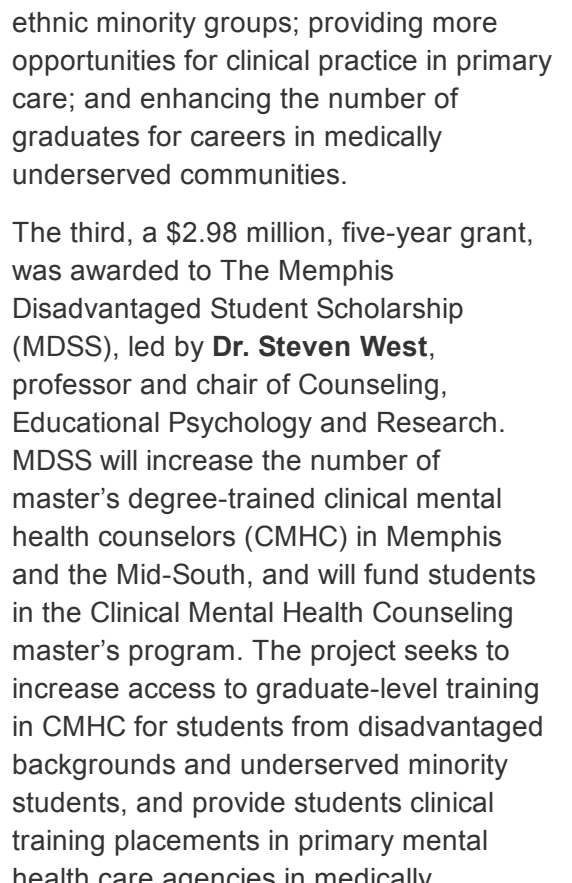 ethnic minority groups; providing more
opportunities for clinical practice in primary
care; and enhancing the number of
graduates for careers in medically
underserved communities.
The third, a $2.98 million, five-year grant,
was awarded to The Memphis
Disadvantaged Student Scholarship
(MDSS), led by Dr. Steven West,
professor and chair of Counseling,
Educational Psychology and Research.
MDSS will increase the number of
master’s degree-trained clinical mental
health counselors (CMHC) in Memphis
and the Mid-South, and will fund students
in the Clinical Mental Health Counseling
master’s program. The project seeks to
increase access to graduate-level training
in CMHC for students from disadvantaged
backgrounds and underserved minority
students, and provide students clinical
training placements in primary mental
health care agencies in medically